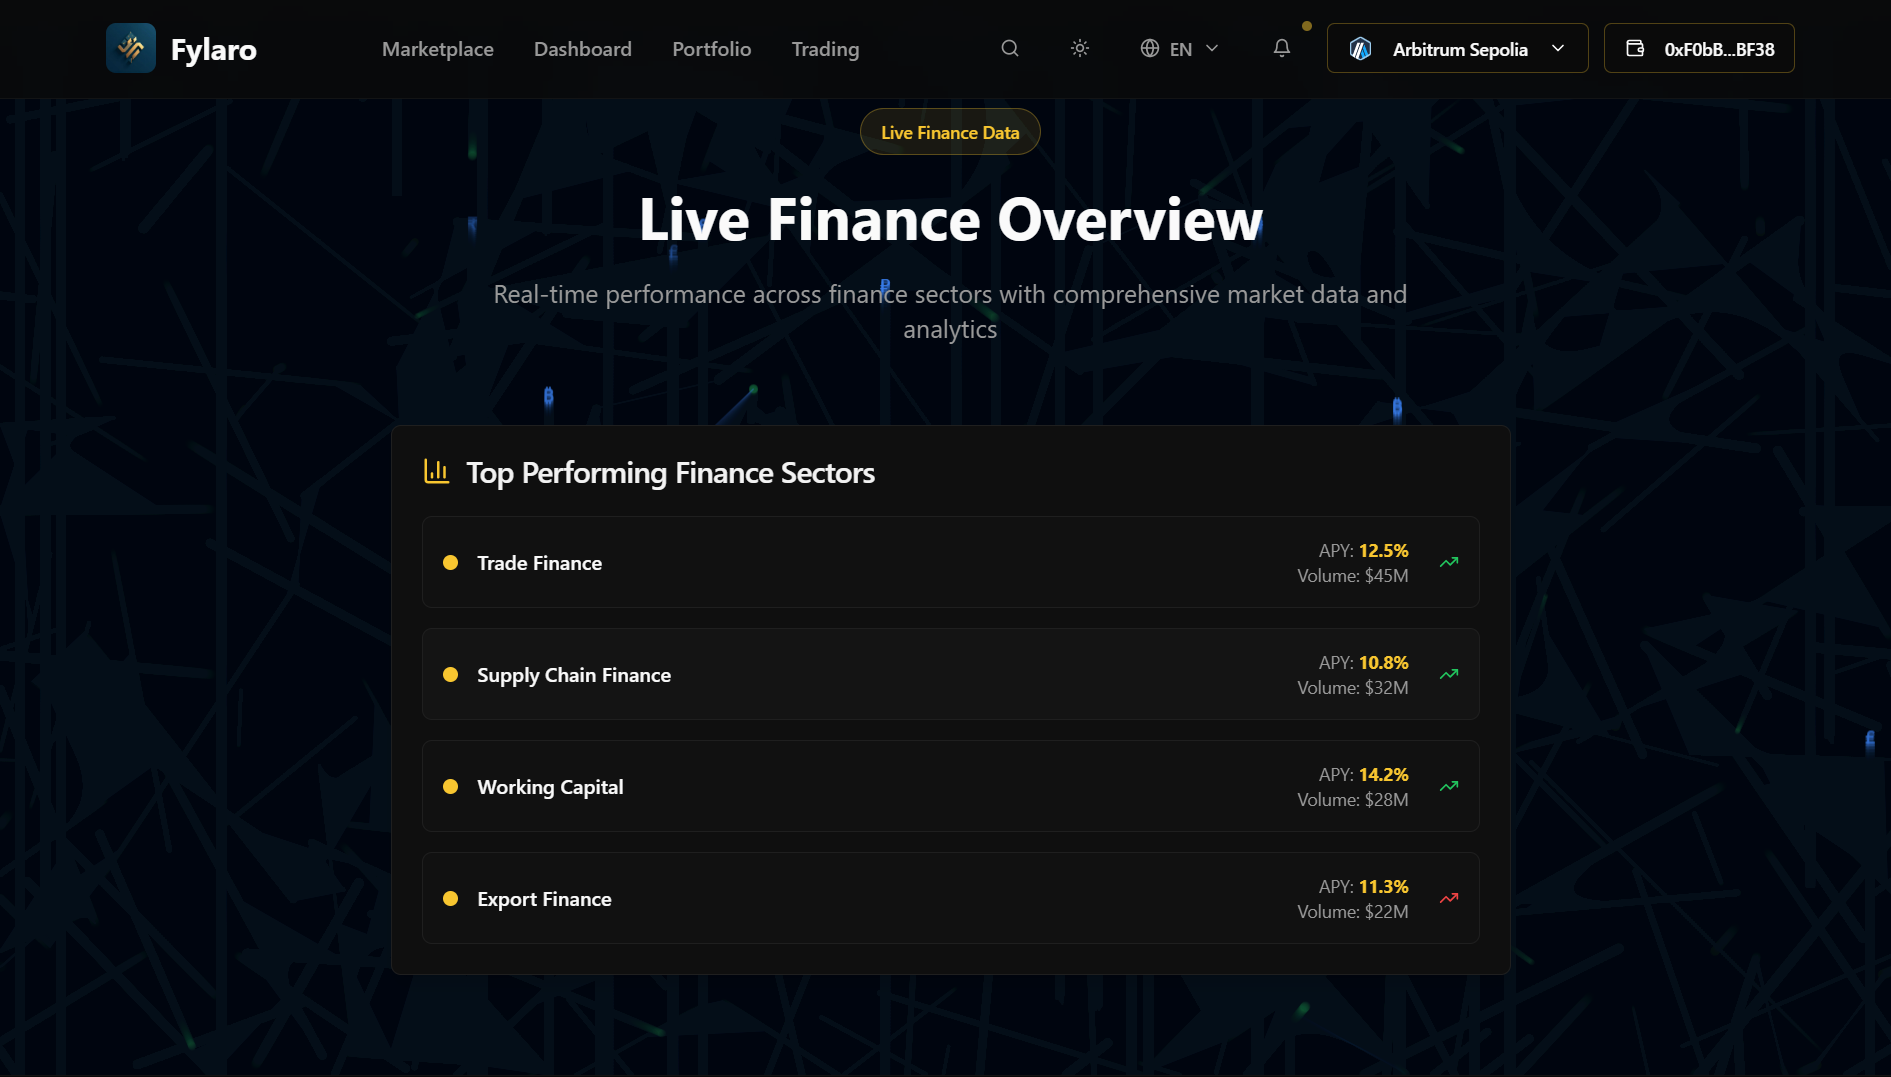 Fylaro
Marketplace
Dashboard
Portfolio
Trading
EN
Arbitrum Sepolia
0xF0bB...BF38
Live Finance Data
Live Finance Overview
Real-time performance across finance sectors with comprehensive market data and
analytics
Top Performing Finance Sectors
Trade Finance
APY: 12.5%
Volume: $45M
Supply Chain Finance
APY: 10.8%
Volume: $32M
Working Capital
APY: 14.2%
Volume: $28M
Export Finance
APY: 11.3%
Volume: $22M